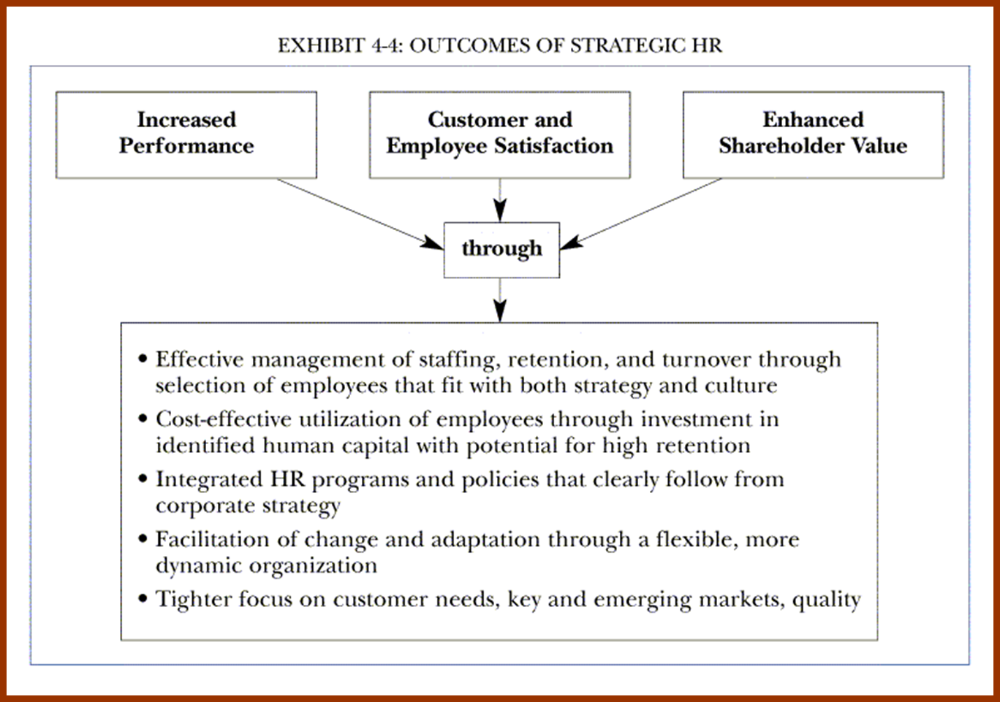 EXHIBIT 4-4: OUTCOMES OF STRATEGIC HR
Increased
Performance
Customer and
Employee Satisfaction
Enhanced
Shareholder Value
through
• Effective management of staffing, retention, and turnover through
selection of employees that fit with both strategy and culture
• Cost-effective utilization of employees through investment in
identified human capital with potential for high retention
• Integrated HR programs and policies that clearly follow from
corporate strategy
• Facilitation of change and adaptation through a flexible, more
dynamic organization
• Tighter focus on customer needs, key and emerging markets, quality